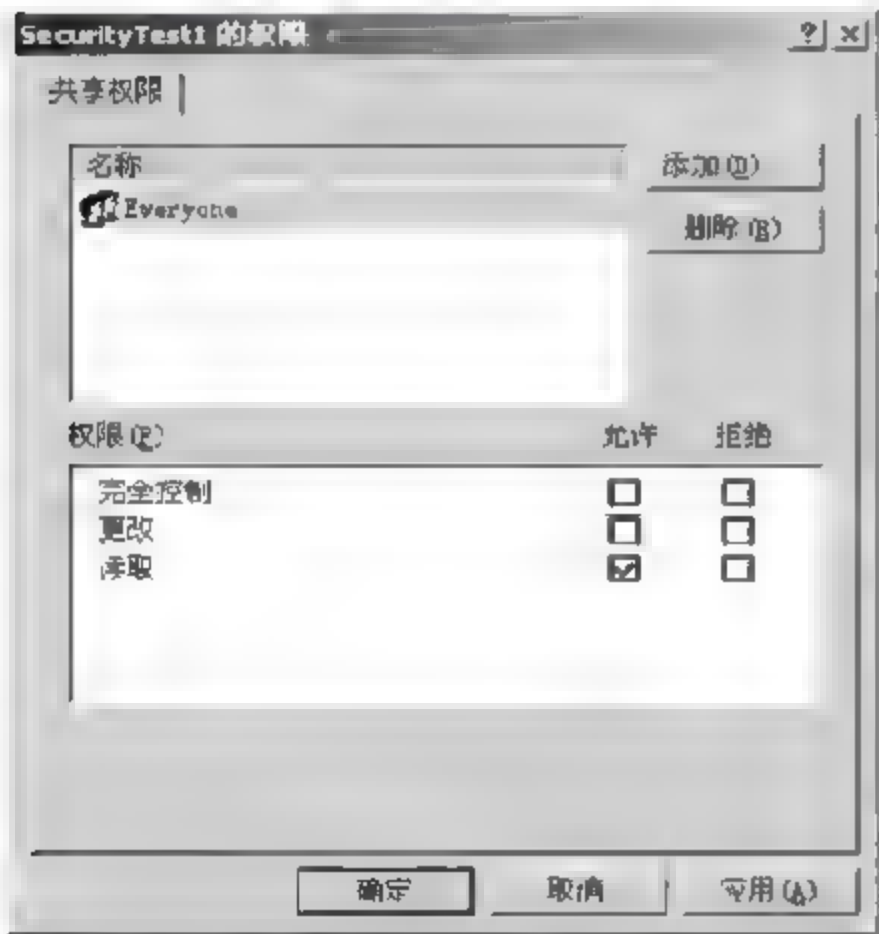 SecurityTest1 的权限
共享权限
名称
添加(D)
Everyone
删除(R)
权限(P) 允许 拒绝
完全控制
更改
读取
确定 取消 应用(A)